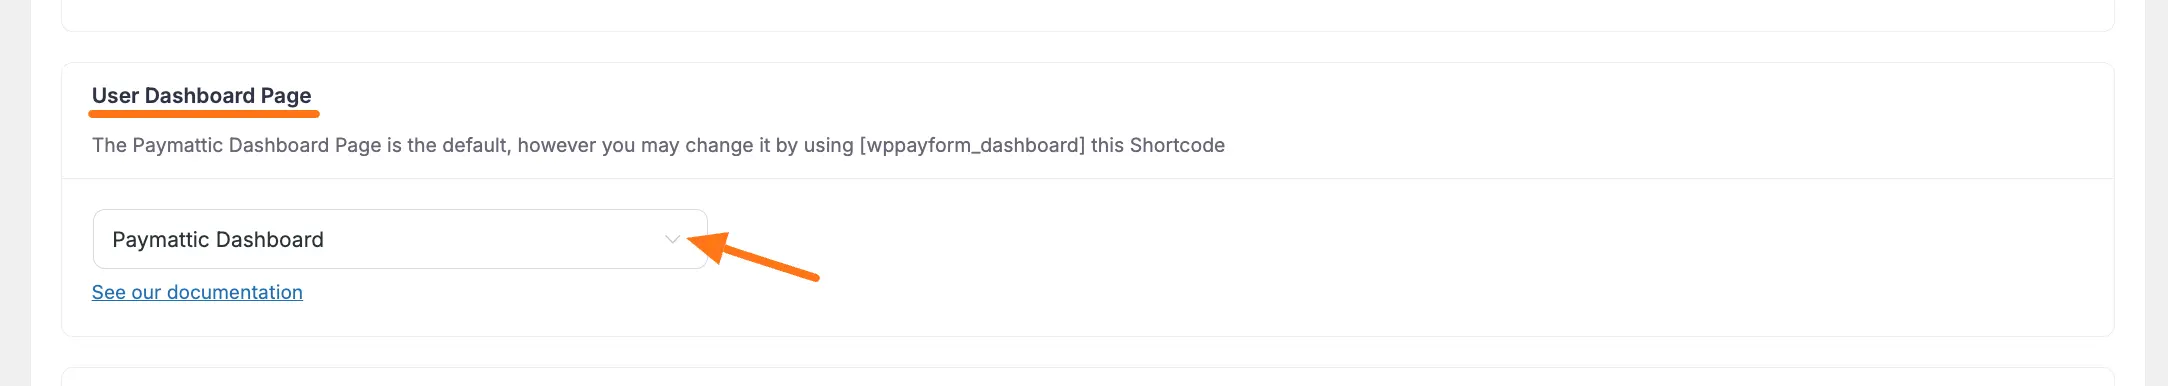 User Dashboard Page
The Paymattic Dashboard Page is the default, however you may change it by using [wppayform_dashboard] this Shortcode
Paymattic Dashboard
See our documentation